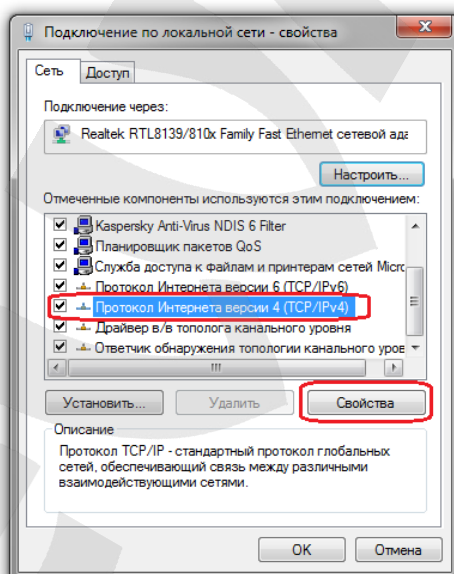 Подключение по локальной сети - свойства
Сеть Доступ
Подключение через:
Realtek RTL8139/810x Family Fast Ethernet сетевой ада
Настроить...
Отмеченные компоненты используются этим подключением:
Kaspersky Anti-Virus NDIS 6 Filter
Планировщик пакетов QoS
Служба доступа к файлам и принтерам сетей Micro
Протокол Интернета версии 6 (TCP/IPv6)
Протокол Интернета версии 4 (TCP/IPv4)
Драйвер в/в тополога канального уровня
Ответчик обнаружения топологии канального уров
Установить... Удалить Свойства
Описание
Протокол TCP/IP - стандартный протокол глобальных
сетей, обеспечивающий связь между различными
взаимодействующими сетями.
OK Отмена